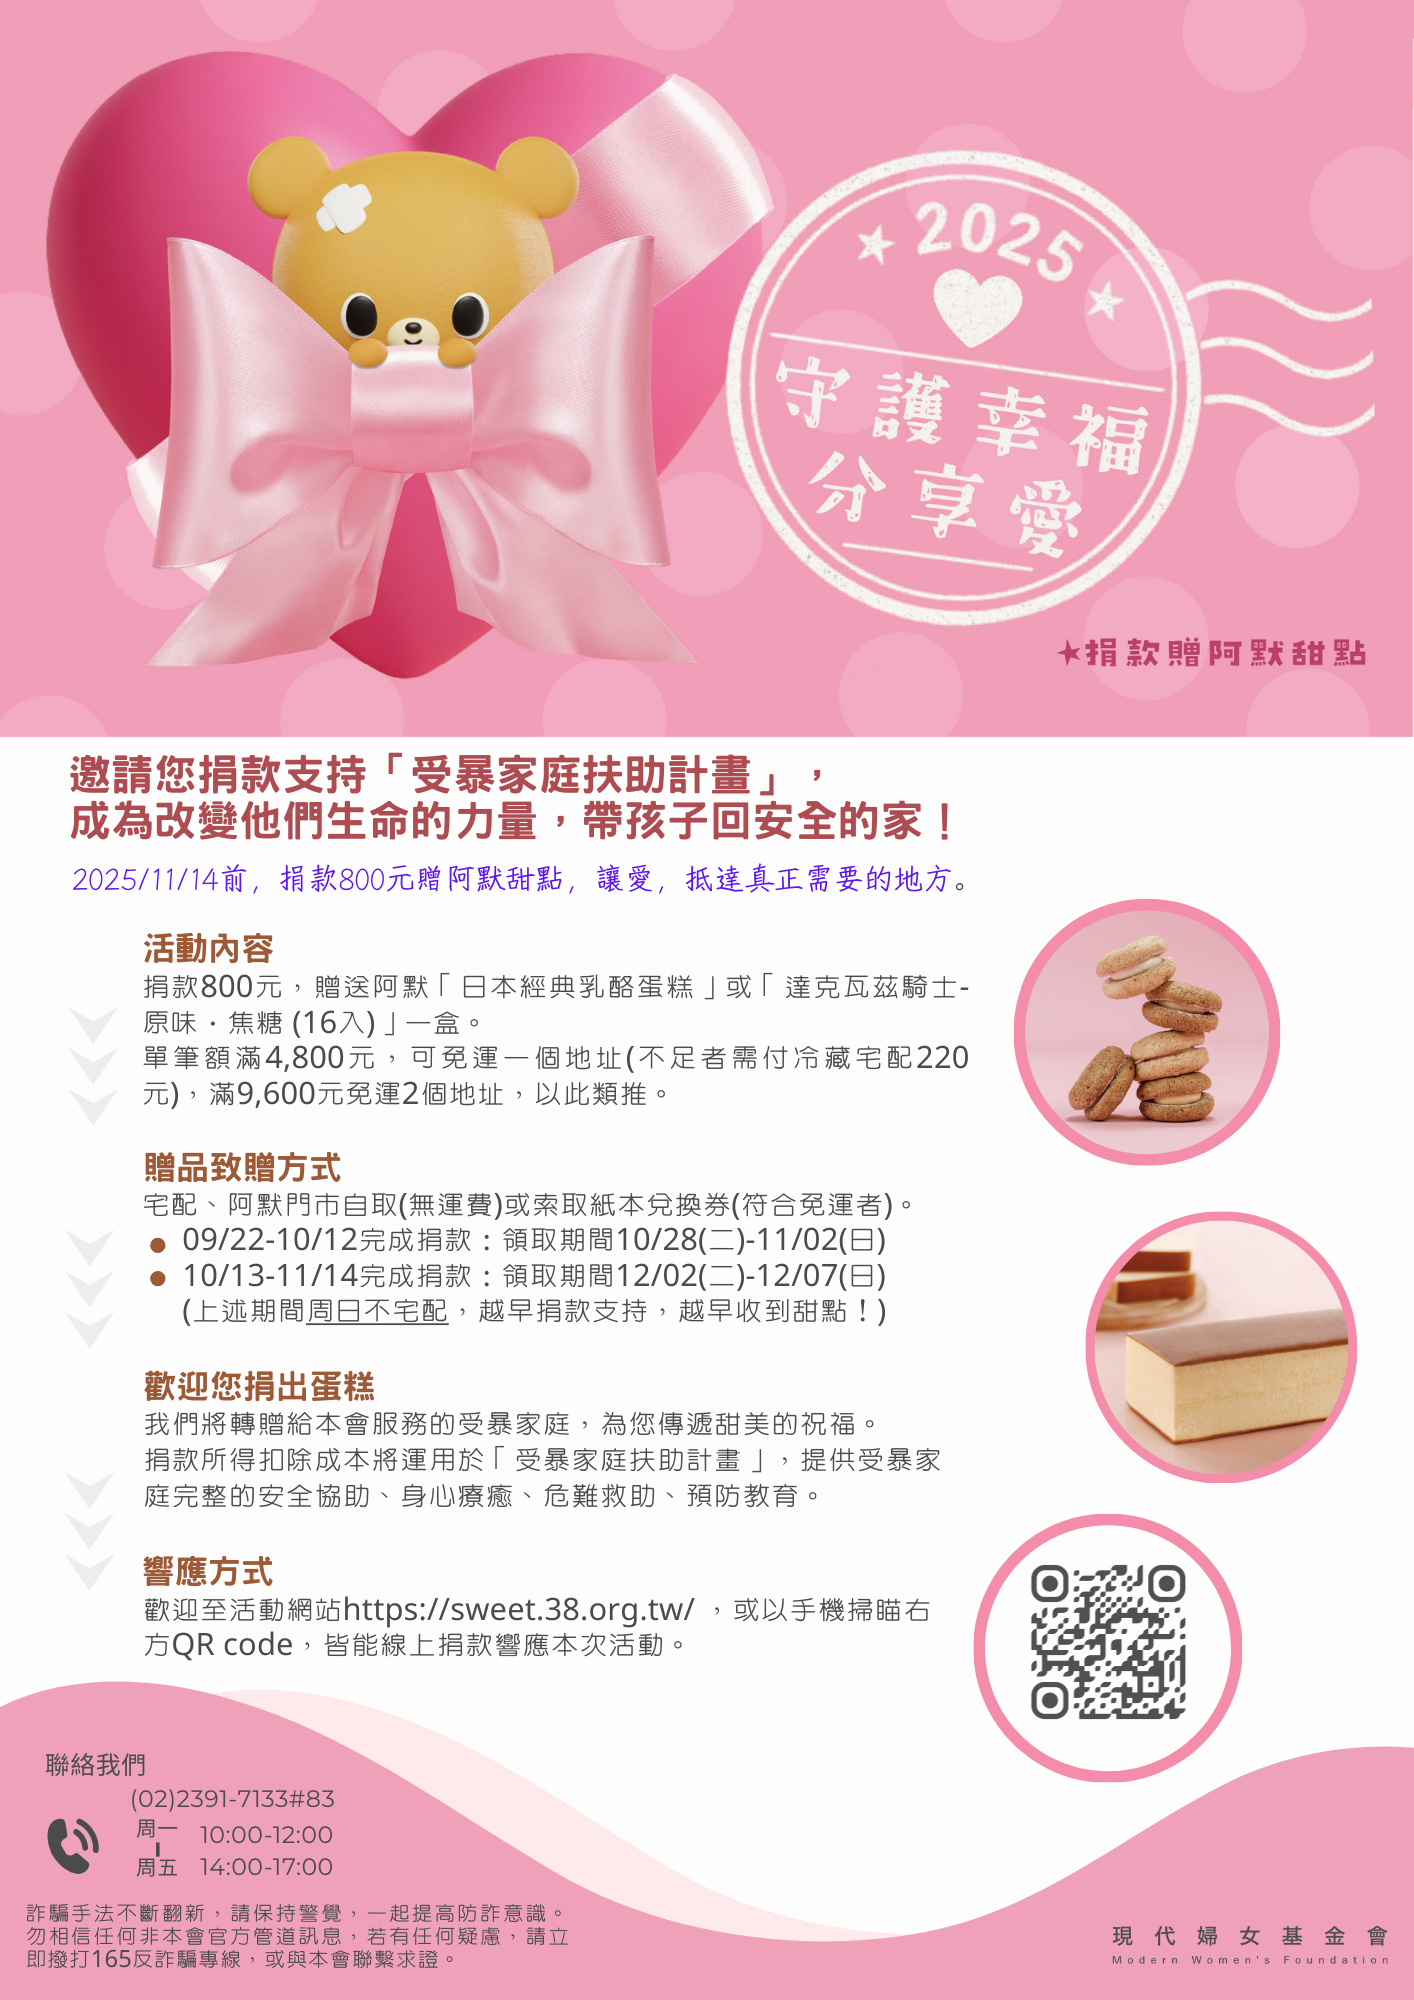 2025
守護幸福
分享愛
★捐款贈阿默甜點
邀請您捐款支持「受暴家庭扶助計畫」，
成為改變他們生命的力量，帶孩子回安全的家！
2025/11/14前，捐款800元贈阿默甜點，讓愛，抵達真正需要的地方。
活動內容
捐款800元，贈送阿默「日本經典乳酪蛋糕」或「達克瓦茲騎士-
原味・焦糖 (16入)」一盒。
單筆額滿4,800元，可免運一個地址(不足者需付冷藏宅配220
元)，滿9,600元免運2個地址，以此類推。
贈品致贈方式
宅配、阿默門市自取(無運費)或索取紙本兌換券(符合免運者)。
● 09/22-10/12完成捐款：領取期間10/28(二)-11/02(日)
● 10/13-11/14完成捐款：領取期間12/02(二)-12/07(日)
(上述期間周日不宅配，越早捐款支持，越早收到甜點！)
歡迎您捐出蛋糕
我們將轉贈給本會服務的受暴家庭，為您傳遞甜美的祝福。
捐款所得扣除成本將運用於「受暴家庭扶助計畫」，提供受暴家
庭完整的安全協助、身心療癒、危難救助、預防教育。
響應方式
歡迎至活動網站https://sweet.38.org.tw/ ，或以手機掃瞄右
方QR code，皆能線上捐款響應本次活動。
聯絡我們
(02)2391-7133#83
周一 10:00-12:00
周五 14:00-17:00
詐騙手法不斷翻新，請保持警覺，一起提高防詐意識。
勿相信任何非本會官方管道訊息，若有任何疑慮，請立
即撥打165反詐騙專線，或與本會聯繫求證。
現代婦女基金會
Modern Women's Foundation